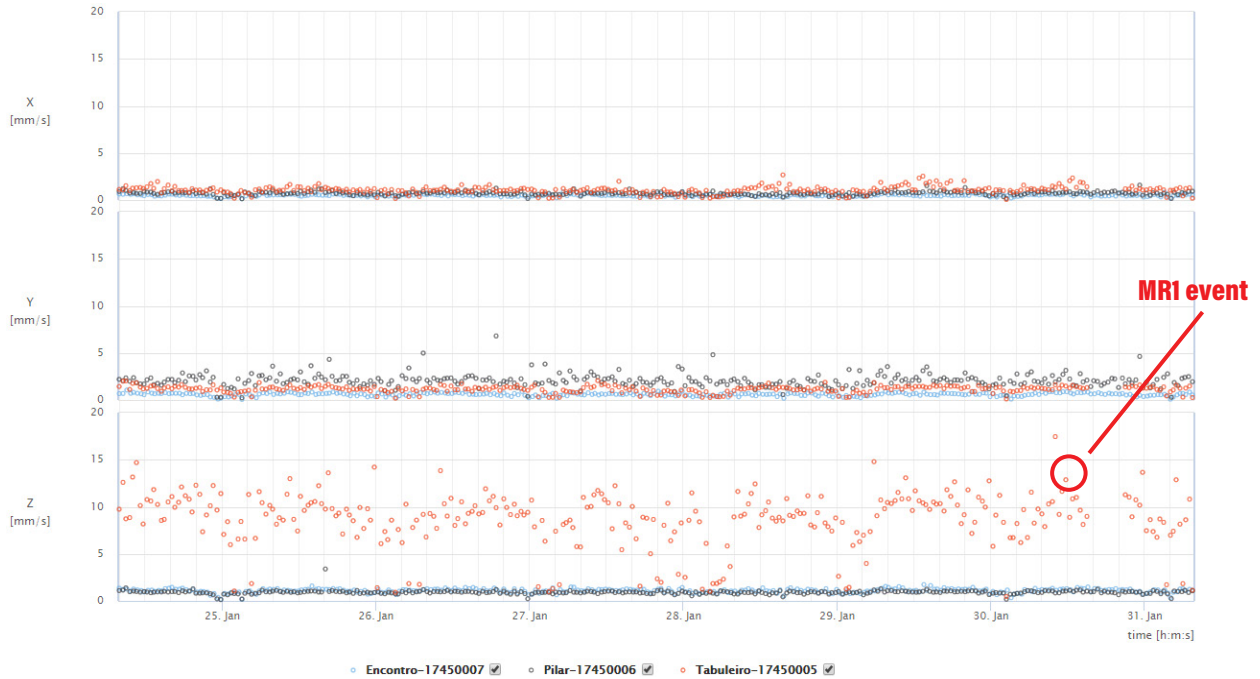 20
15
X
10
[mm/s]
5
0
20
15
MR1 event
Y
10
[mm/s]
5
0
20
15
Z
10
[mm/s]
5
0
25. Jan 26. Jan 27. Jan 28. Jan 29. Jan 30. Jan 31. Jan
time [h:m:s]
Encontro-17450007 Pilar-17450006 Tabuleiro-17450005